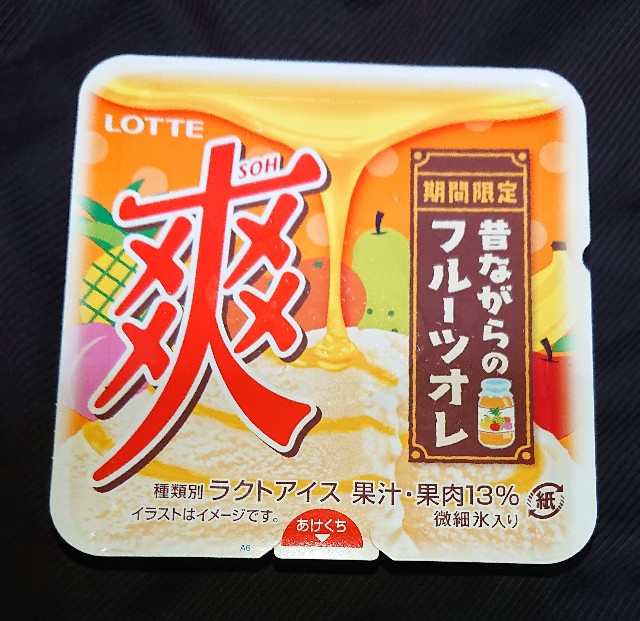 LOTTE
爽
SOH
期間限定
昔ながらの
フルーツオレ
種類別 ラクトアイス 果汁・果肉13%
イラストはイメージです。
微細氷入り
紙
あけくち
A6